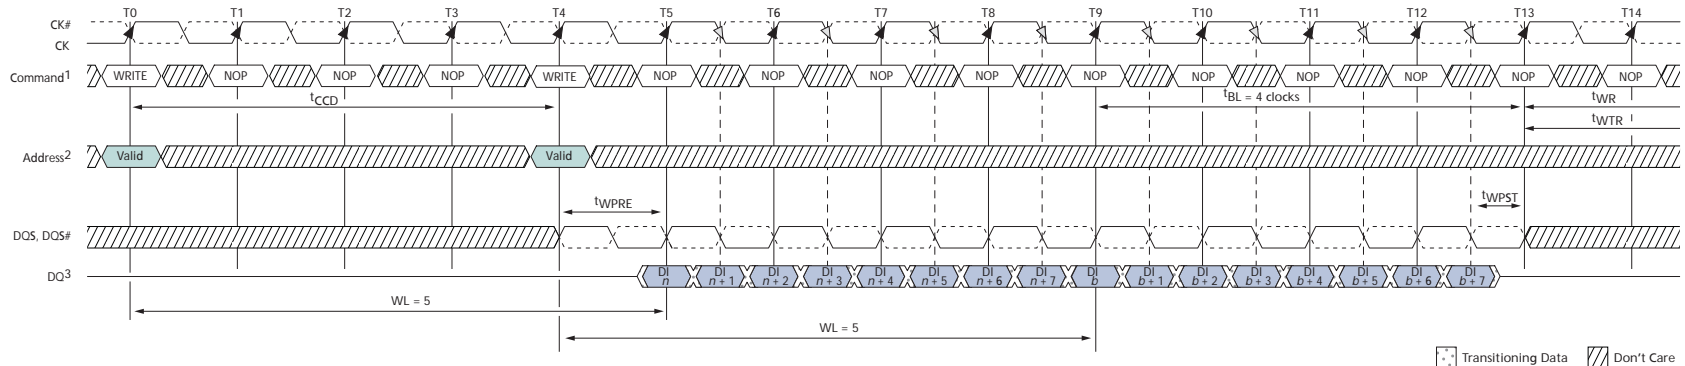 T0 T1 T2 T3 T4 T5 T6 T7 T8 T9 T10 T11 T12 T13 T14
CK#
CK
Command1 WRITE NOP NOP NOP WRITE NOP NOP NOP NOP NOP NOP NOP NOP NOP NOP
tCCD tBL = 4 clocks tWR
tWTR
Address2 Valid Valid
tWPRE tWPST
DQS, DQS#
DQ3 DI n DI n + 1 DI n + 2 DI n + 3 DI n + 4 DI n + 5 DI n + 6 DI n + 7 DI b DI b + 1 DI b + 2 DI b + 3 DI b + 4 DI b + 5 DI b + 6 DI b + 7
WL = 5
WL = 5
Transitioning Data Don't Care